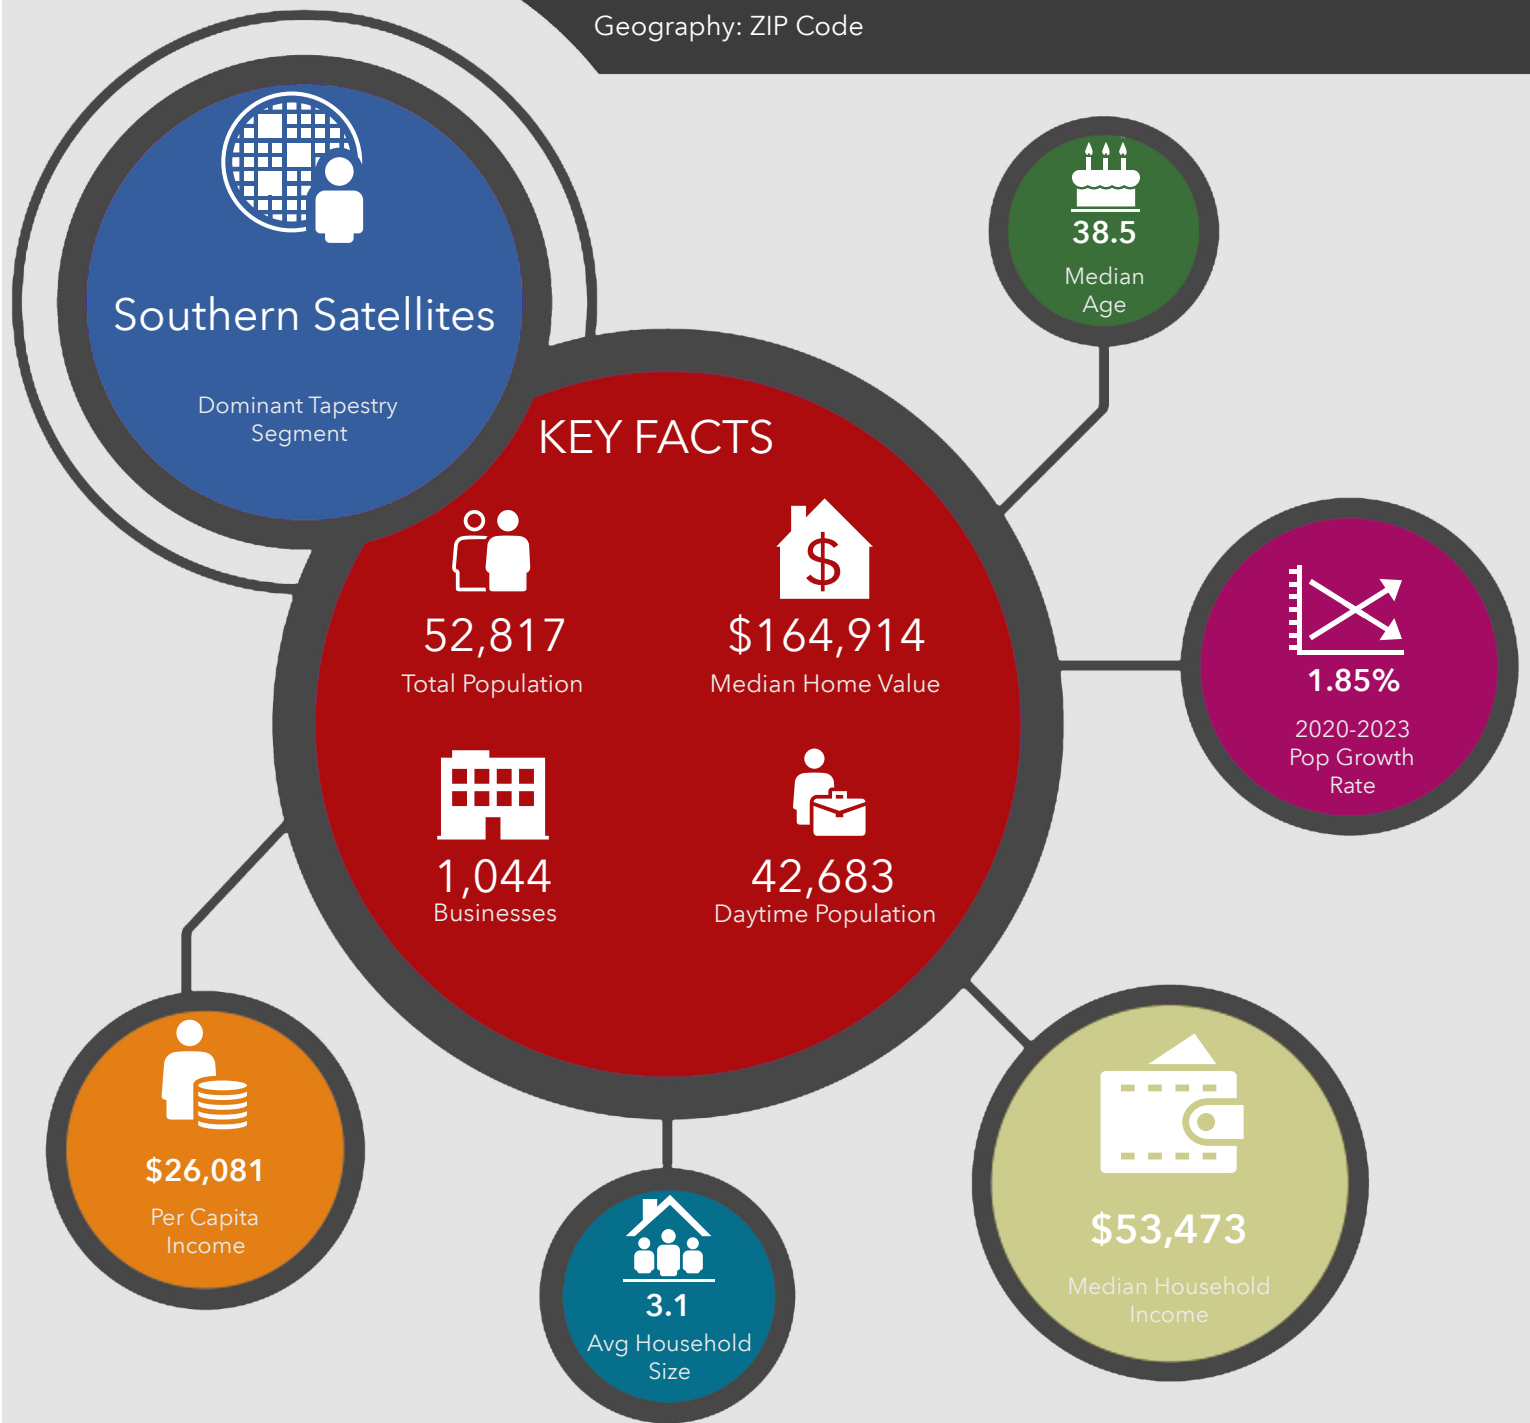 Geography: ZIP Code
Southern Satellites
Dominant Tapestry
Segment
KEY FACTS
52,817
Total Population
$
$164,914
Median Home Value
1,044
Businesses
42,683
Daytime Population
38.5
Median
Age
1.85%
2020-2023
Pop Growth
Rate
$26,081
Per Capita
Income
3.1
Avg Household
Size
$53,473
Median Household
Income